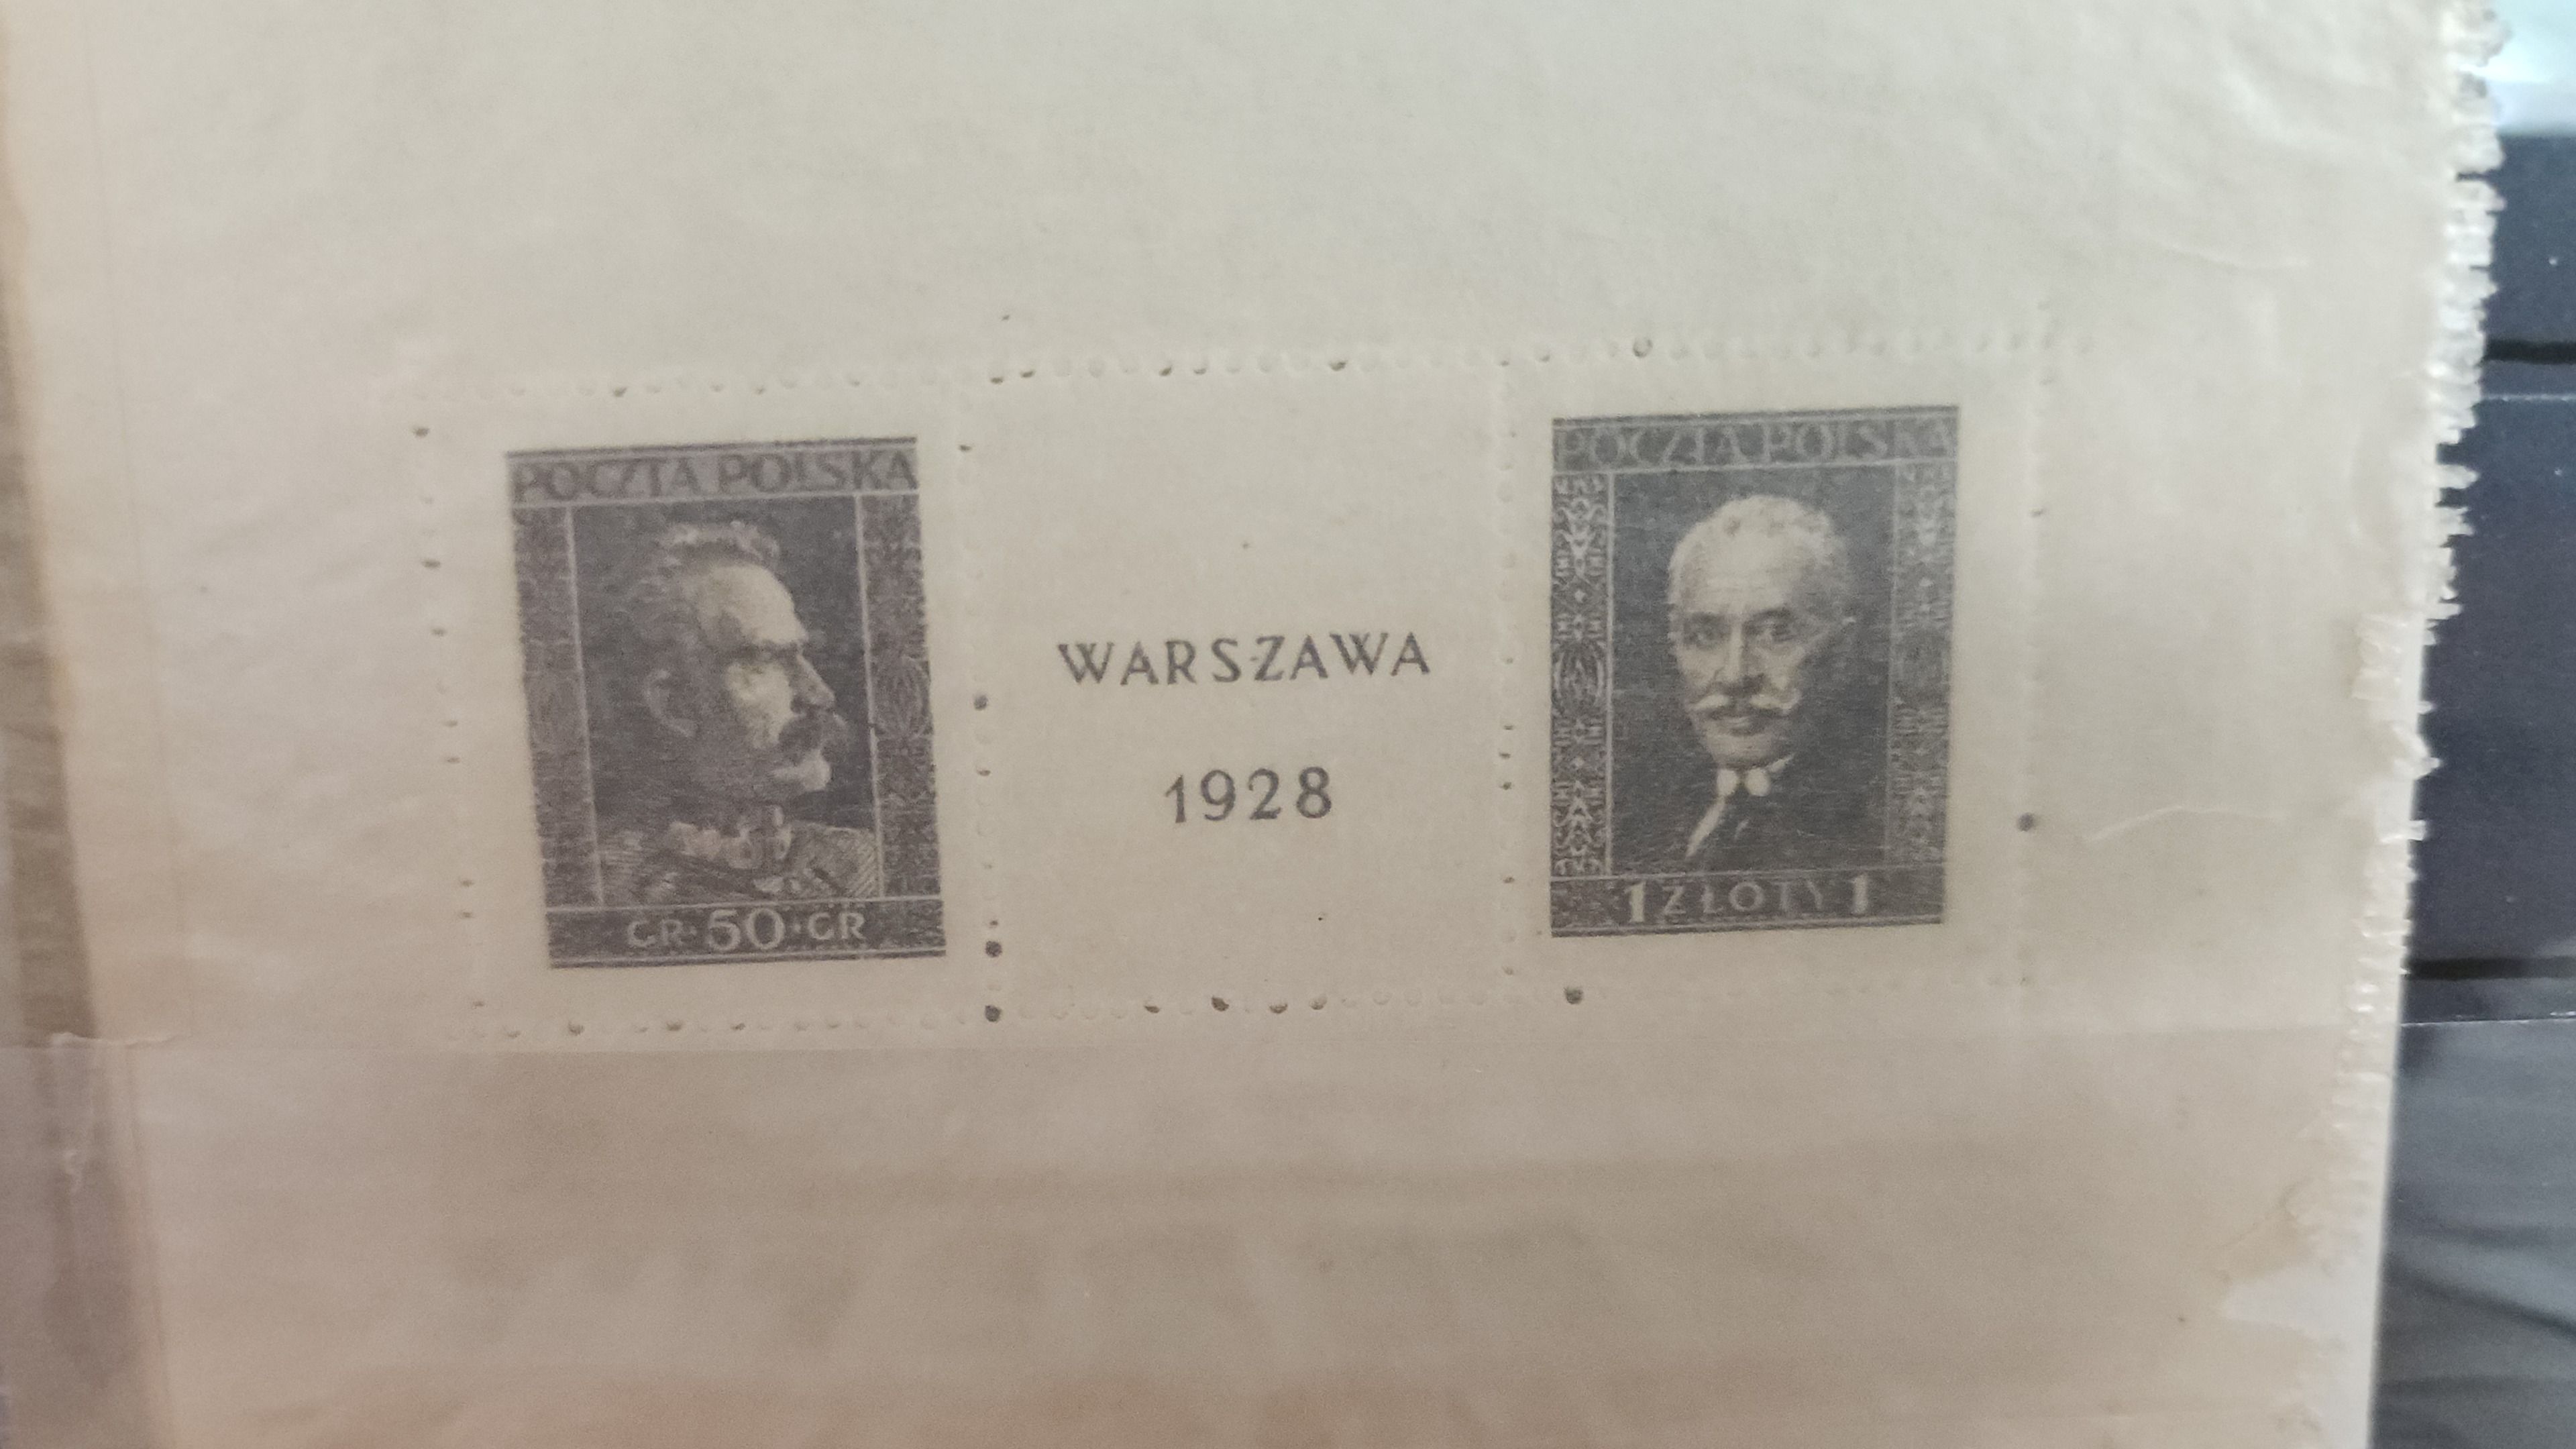 POCZTA POLSKA
GR·50·GR
WARSZAWA
1928
POCZTA POLSKA
1 ZŁOTY 1